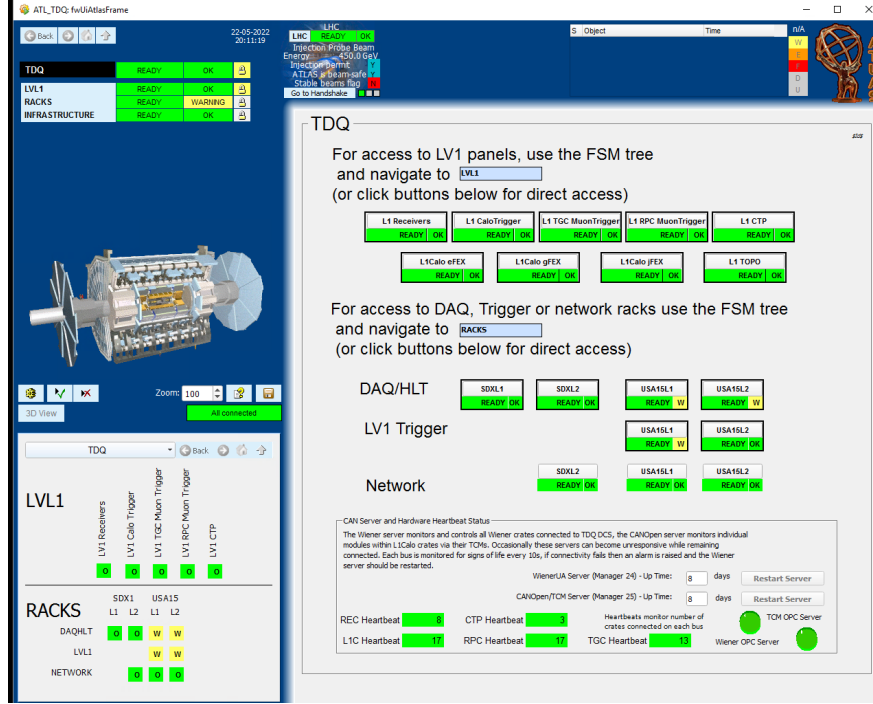 ATL_TDQ: fwUiAtlasFrame
Back
22-05-2022
20:11:19
TDQ READY OK
LVL1 READY OK
RACKS READY WARNING
INFRASTRUCTURE READY OK
LHC
LHC READY OK
Injection Probe Beam
Energy 450.0 GeV
Injection permit Y
ATLAS is beam-safe Y
Stable beams flag N
Go to Handshake
S Object Time
n/A
W
E
F
D
U
Zoom: 100
3D View
All connected
TDQ
Back
LVL1
LV1 Receivers
LV1 Calo Trigger
LV1 TGC Muon Trigger
LV1 RPC Muon Trigger
LV1 CTP
O O O O O
RACKS
SDX1 USA15
L1 L2 L1 L2
DAQHLT O O W W
LVL1 W W
NETWORK O O O
TDQ
For access to LV1 panels, use the FSM tree
and navigate to LVL1
(or click buttons below for direct access)
L1 Receivers L1 CaloTrigger L1 TGC MuonTrigger L1 RPC MuonTrigger L1 CTP
READY OK READY OK READY OK READY OK READY OK
L1Calo eFEX L1Calo gFEX L1Calo jFEX L1 TOPO
READY OK READY OK READY OK READY OK
For access to DAQ, Trigger or network racks use the FSM tree
and navigate to RACKS
(or click buttons below for direct access)
DAQ/HLT SDXL1 SDXL2 USA15L1 USA15L2
READY OK READY OK READY W READY W
LV1 Trigger USA15L1 USA15L2
READY W READY OK
Network SDXL2 USA15L1 USA15L2
READY OK READY OK READY OK
CAN Server and Hardware Heartbeat Status
The Wiener server monitors and controls all Wiener crates connected to TDQ DCS, the CANOpen server monitors individual
modules within L1Calo crates via their TCMs. Occasionally these servers can become unresponsive while remaining
connected. Each bus is monitored for signs of life every 10s, if connectivity fails then an alarm is raised and the Wiener
server should be restarted.
WienerUA Server (Manager 24) - Up Time: 8 days Restart Server
CANOpen/TCM Server (Manager 25) - Up Time: 8 days Restart Server
REC Heartbeat 8 CTP Heartbeat 3 Heartbeats monitor number of
crates connected on each bus
TCM OPC Server
L1C Heartbeat 17 RPC Heartbeat 17 TGC Heartbeat 13 Wiener OPC Server